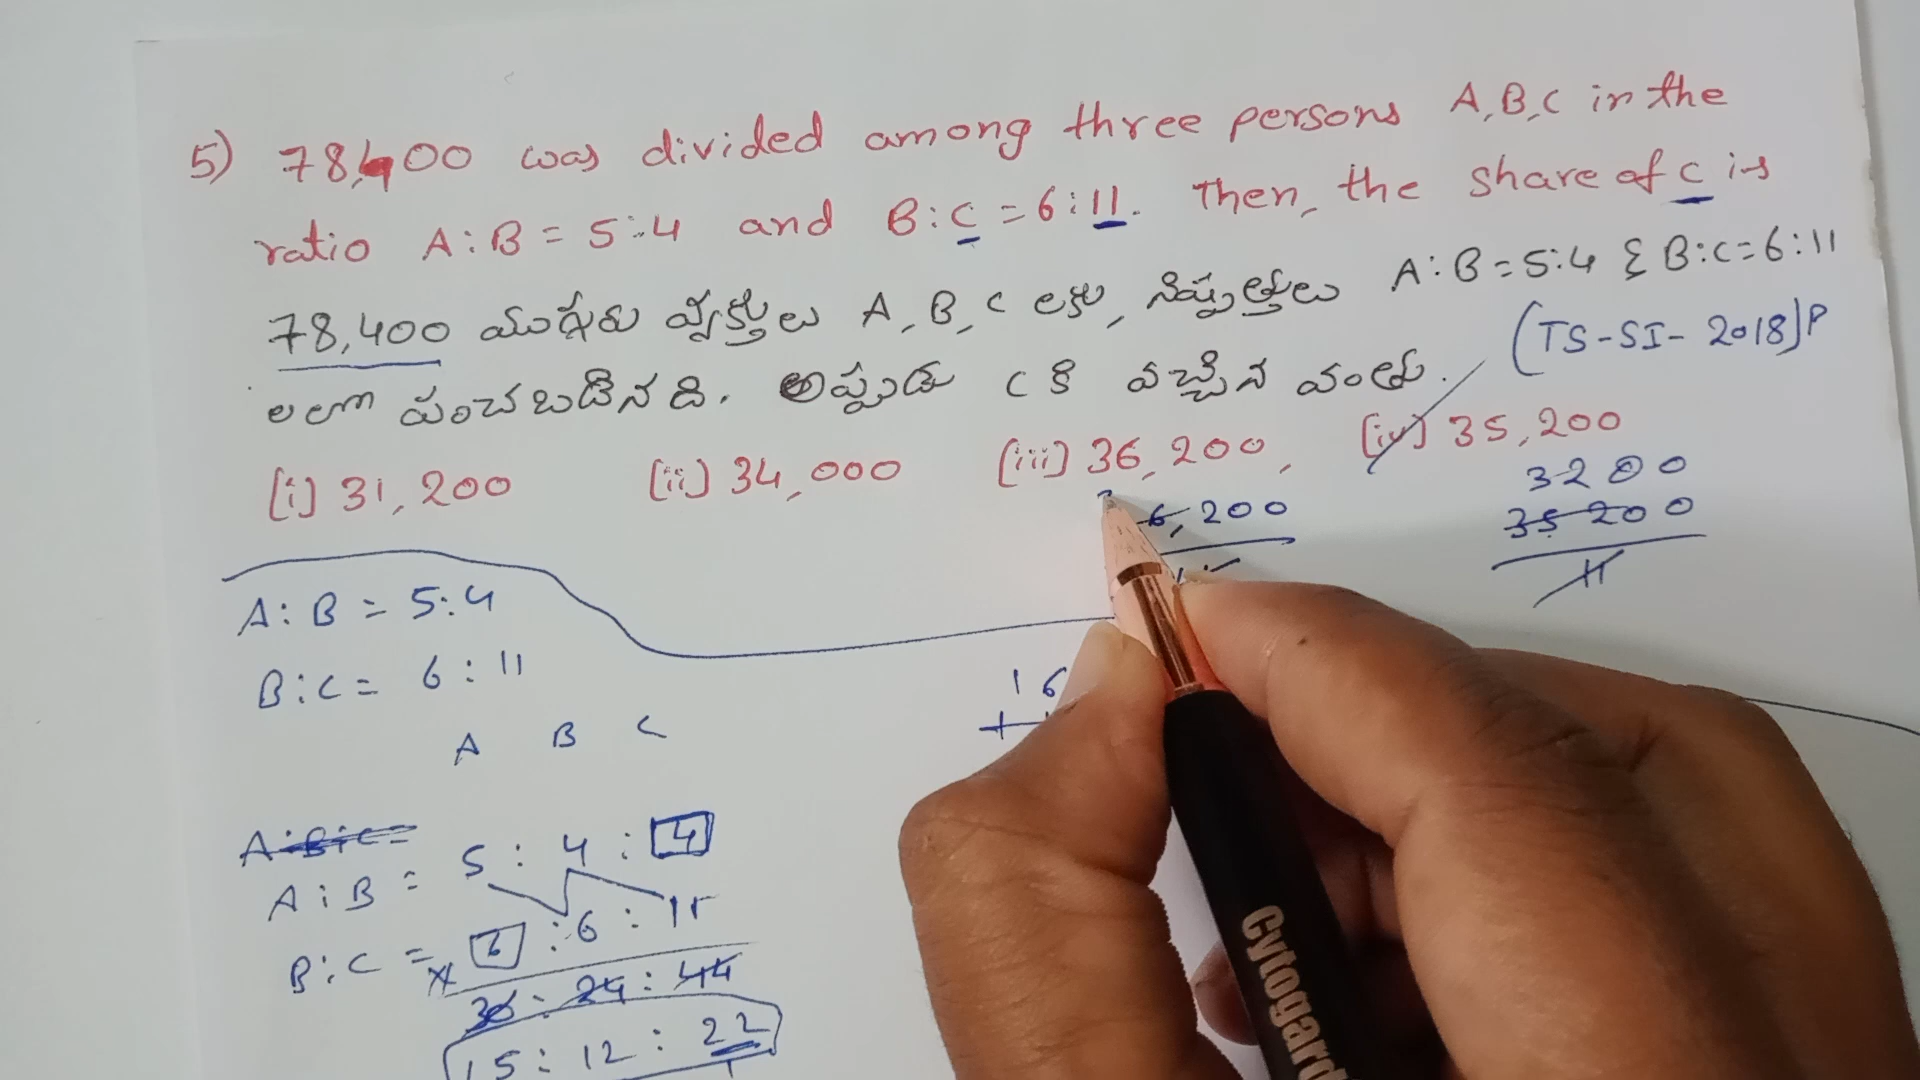 5) 78,400 was divided among three persons A,B,C in the
ratio A:B = 5:4 and B:C = 6:11. Then, the share of C is
78,400 ముగ్గురు వ్యక్తులు A, B, C లకు, నిష్పత్తులు A:B=5:4 & B:C=6:11
లలో పంచబడినది. అప్పుడు C కి వచ్చిన వంతు.
(TS-SI-2018)P
(i) 31,200 (ii) 34,000 (iii) 36,200, (iv) 35,200
3200
6,200
35200
11
A:B = 5:4
B:C = 6:11
16
A B C
A:B:C=
A:B = 5:4:4
B:C = 6:6:11
30:24:44
15:12:22
Cytogard